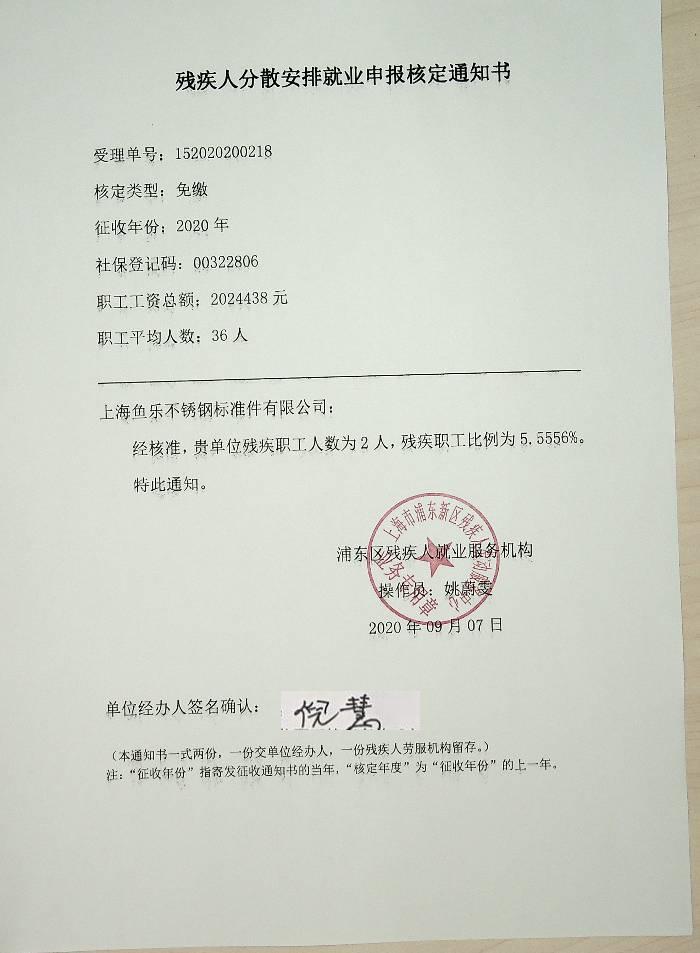 残疾人分散安排就业申报核定通知书
受理单号：152020200218
核定类型：免缴
征收年份：2020 年
社保登记码：00322806
职工工资总额：2024438 元
职工平均人数：36 人
上海鱼乐不锈钢标准件有限公司：
经核准，贵单位残疾职工人数为 2 人，残疾职工比例为 5.5556%。
特此通知。
上海市浦东新区残疾人劳动服务中心
浦东区残疾人就业服务机构
业务专用章
操作员：姚蔚雯
2020 年 09 月 07 日
单位经办人签名确认：倪慧
（本通知书一式两份，一份交单位经办人，一份残疾人劳服机构留存。）
注：“征收年份”指寄发征收通知书的当年，“核定年度”为“征收年份”的上一年。